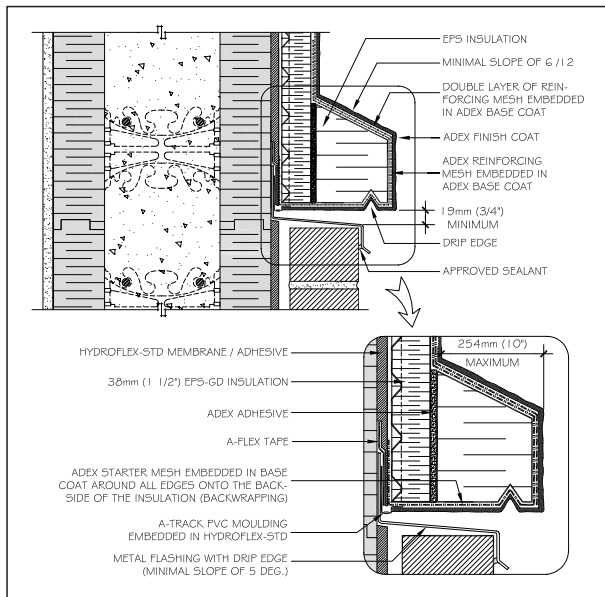 EPS INSULATION
MINIMAL SLOPE OF 6 /12
DOUBLE LAYER OF REIN-
FORCING MESH EMBEDDED
IN ADEX BASE COAT
ADEX FINISH COAT
ADEX REINFORCING
MESH EMBEDDED IN
ADEX BASE COAT
19mm (3/4")
MINIMUM
DRIP EDGE
APPROVED SEALANT
254mm (10")
MAXIMUM
HYDROFLEX-STD MEMBRANE / ADHESIVE
38mm (1 1/2") EPS-GD INSULATION
ADEX ADHESIVE
A-FLEX TAPE
ADEX STARTER MESH EMBEDDED IN BASE
COAT AROUND ALL EDGES ONTO THE BACK-
SIDE OF THE INSULATION (BACKWRAPPING)
A-TRACK PVC MOULDING
EMBEDDED IN HYDROFLEX-STD
METAL FLASHING WITH DRIP EDGE
(MINIMAL SLOPE OF 5 DEG.)